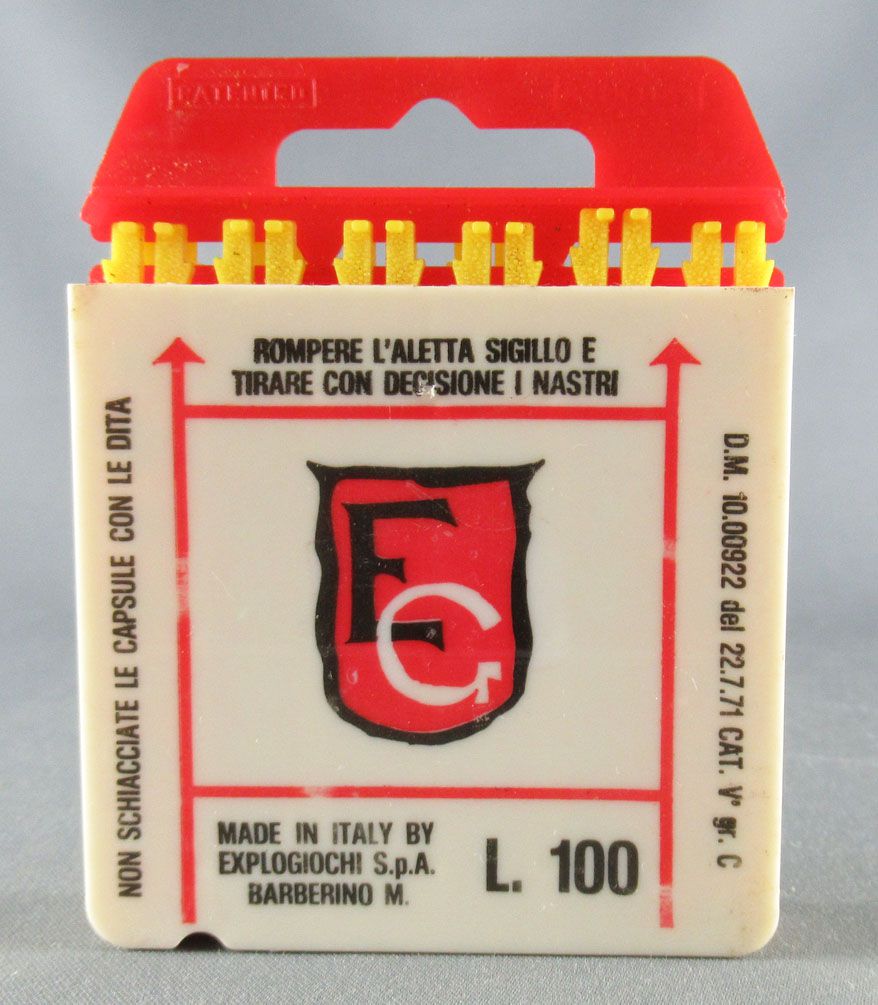 PATENTED
ROMPERE L'ALETTA SIGILLO E
TIRARE CON DECISIONE I NASTRI
NON SCHIACCIATE LE CAPSULE CON LE DITA
EG
D.M. 10.00922 del 22.7.71 CAT. Vª gr. C
MADE IN ITALY BY
EXPLOGIOCHI S.p.A.
BARBERINO M.
L. 100